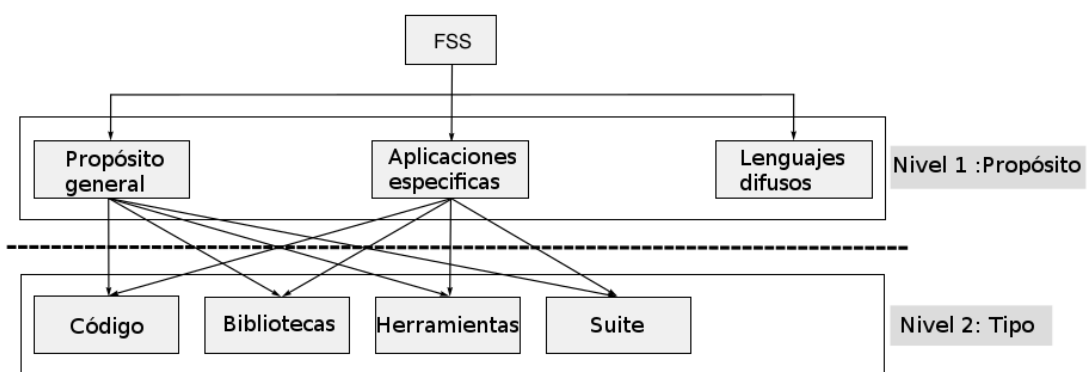 FSS
Propósito
general
Aplicaciones
especificas
Lenguajes
difusos
Nivel 1 :Propósito
Código
Bibliotecas
Herramientas
Suite
Nivel 2: Tipo